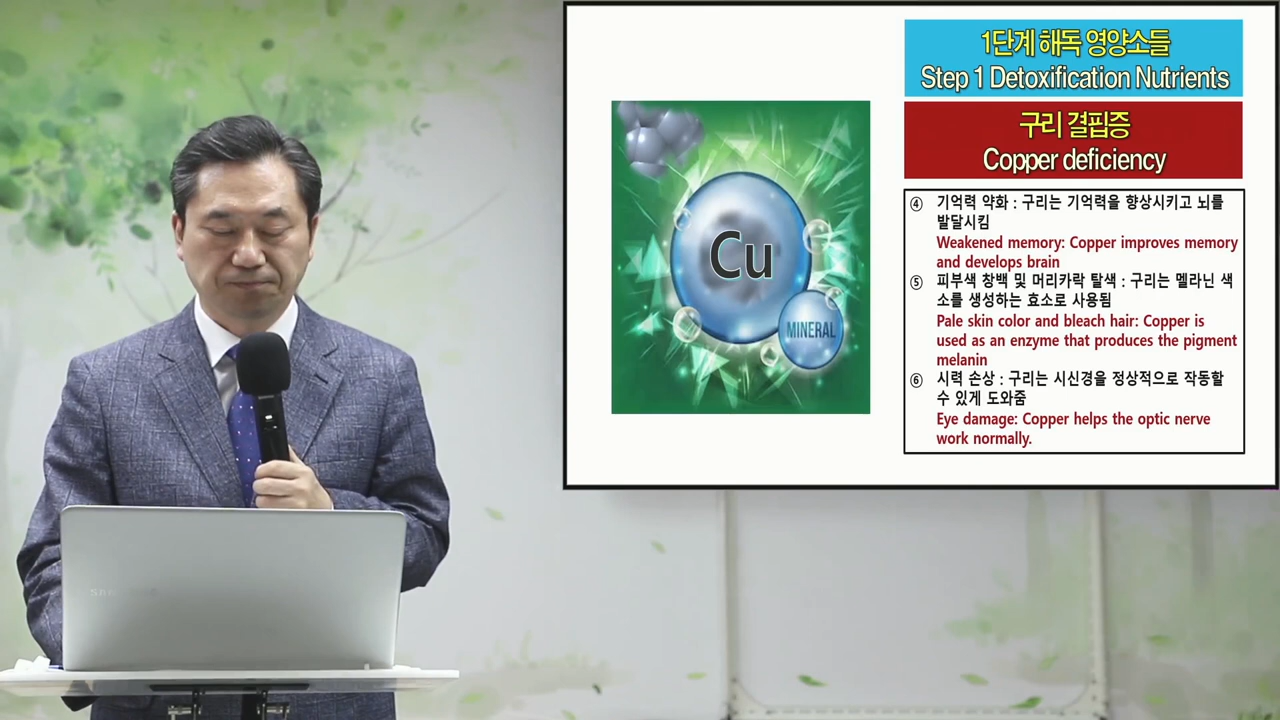 1단계 해독 영양소들
Step 1 Detoxification Nutrients
구리 결핍증
Copper deficiency
Cu
MINERAL
④ 기억력 약화 : 구리는 기억력을 향상시키고 뇌를
발달시킴
Weakened memory: Copper improves memory
and develops brain
⑤ 피부색 창백 및 머리카락 탈색 : 구리는 멜라닌 색
소를 생성하는 효소로 사용됨
Pale skin color and bleach hair: Copper is
used as an enzyme that produces the pigment
melanin
⑥ 시력 손상 : 구리는 시신경을 정상적으로 작동할
수 있게 도와줌
Eye damage: Copper helps the optic nerve
work normally.